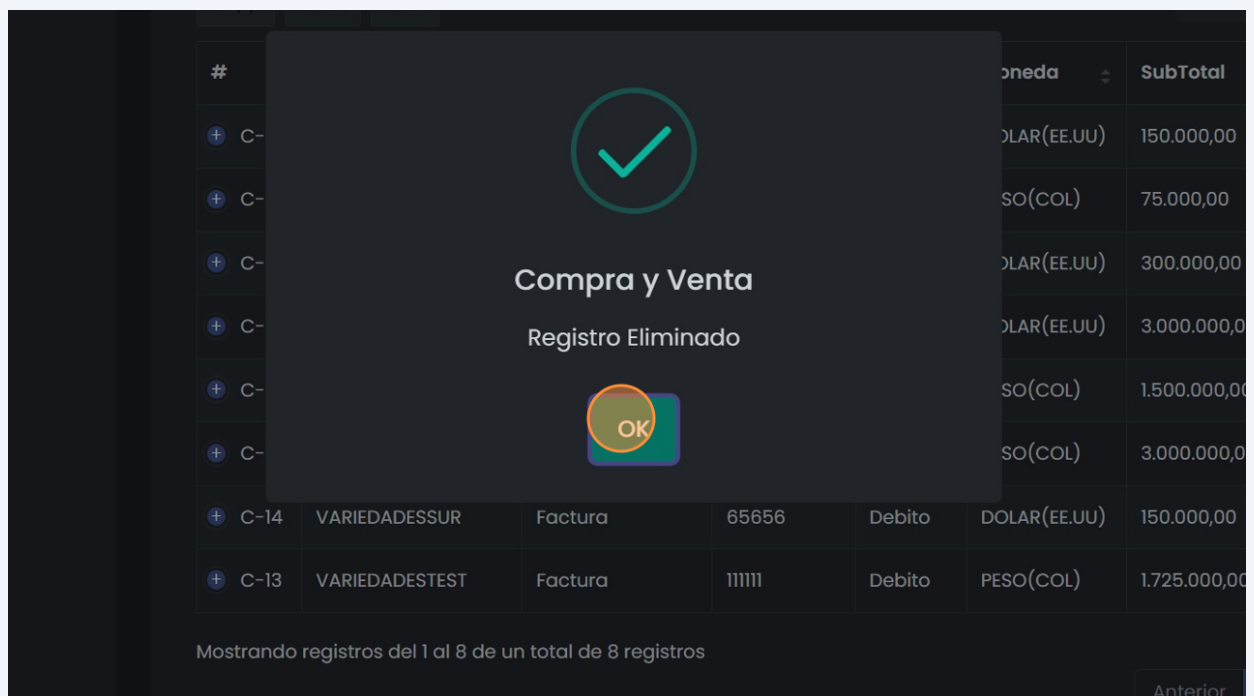 # oneda SubTotal
C- OLAR(EE.UU) 150.000,00
C- SO(COL) 75.000,00
C- OLAR(EE.UU) 300.000,00
Compra y Venta
C- OLAR(EE.UU) 3.000.000,0
Registro Eliminado
C- SO(COL) 1.500.000,00
OK
C- SO(COL) 3.000.000,0
C-14 VARIEDADESSUR Factura 65656 Debito DOLAR(EE.UU) 150.000,00
C-13 VARIEDADESTEST Factura 111111 Debito PESO(COL) 1.725.000,00
Mostrando registros del 1 al 8 de un total de 8 registros
Anterior